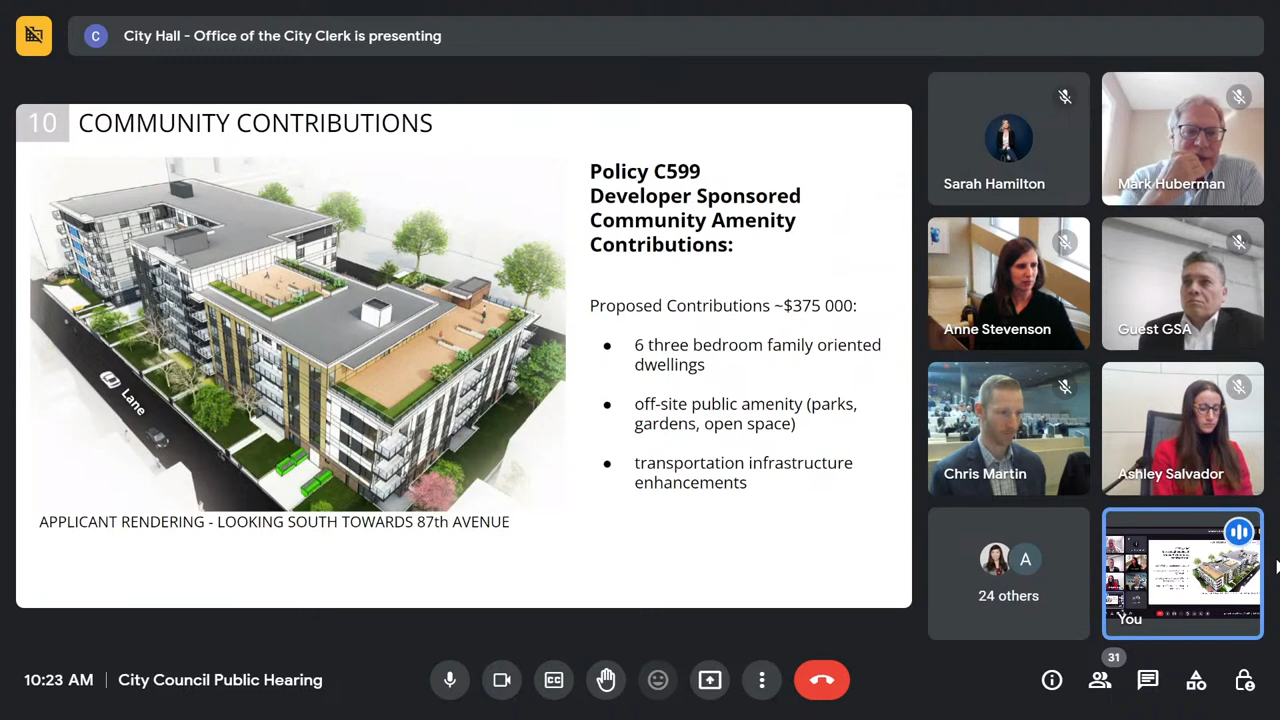 C
City Hall - Office of the City Clerk is presenting
10 COMMUNITY CONTRIBUTIONS
Lane
APPLICANT RENDERING - LOOKING SOUTH TOWARDS 87th AVENUE
Policy C599
Developer Sponsored
Community Amenity
Contributions:
Proposed Contributions ~$375 000:
● 6 three bedroom family oriented
dwellings
● off-site public amenity (parks,
gardens, open space)
● transportation infrastructure
enhancements
Sarah Hamilton
Mark Huberman
Anne Stevenson
Guest GSA
Chris Martin
Ashley Salvador
A
24 others
You
10:23 AM | City Council Public Hearing
CC
31